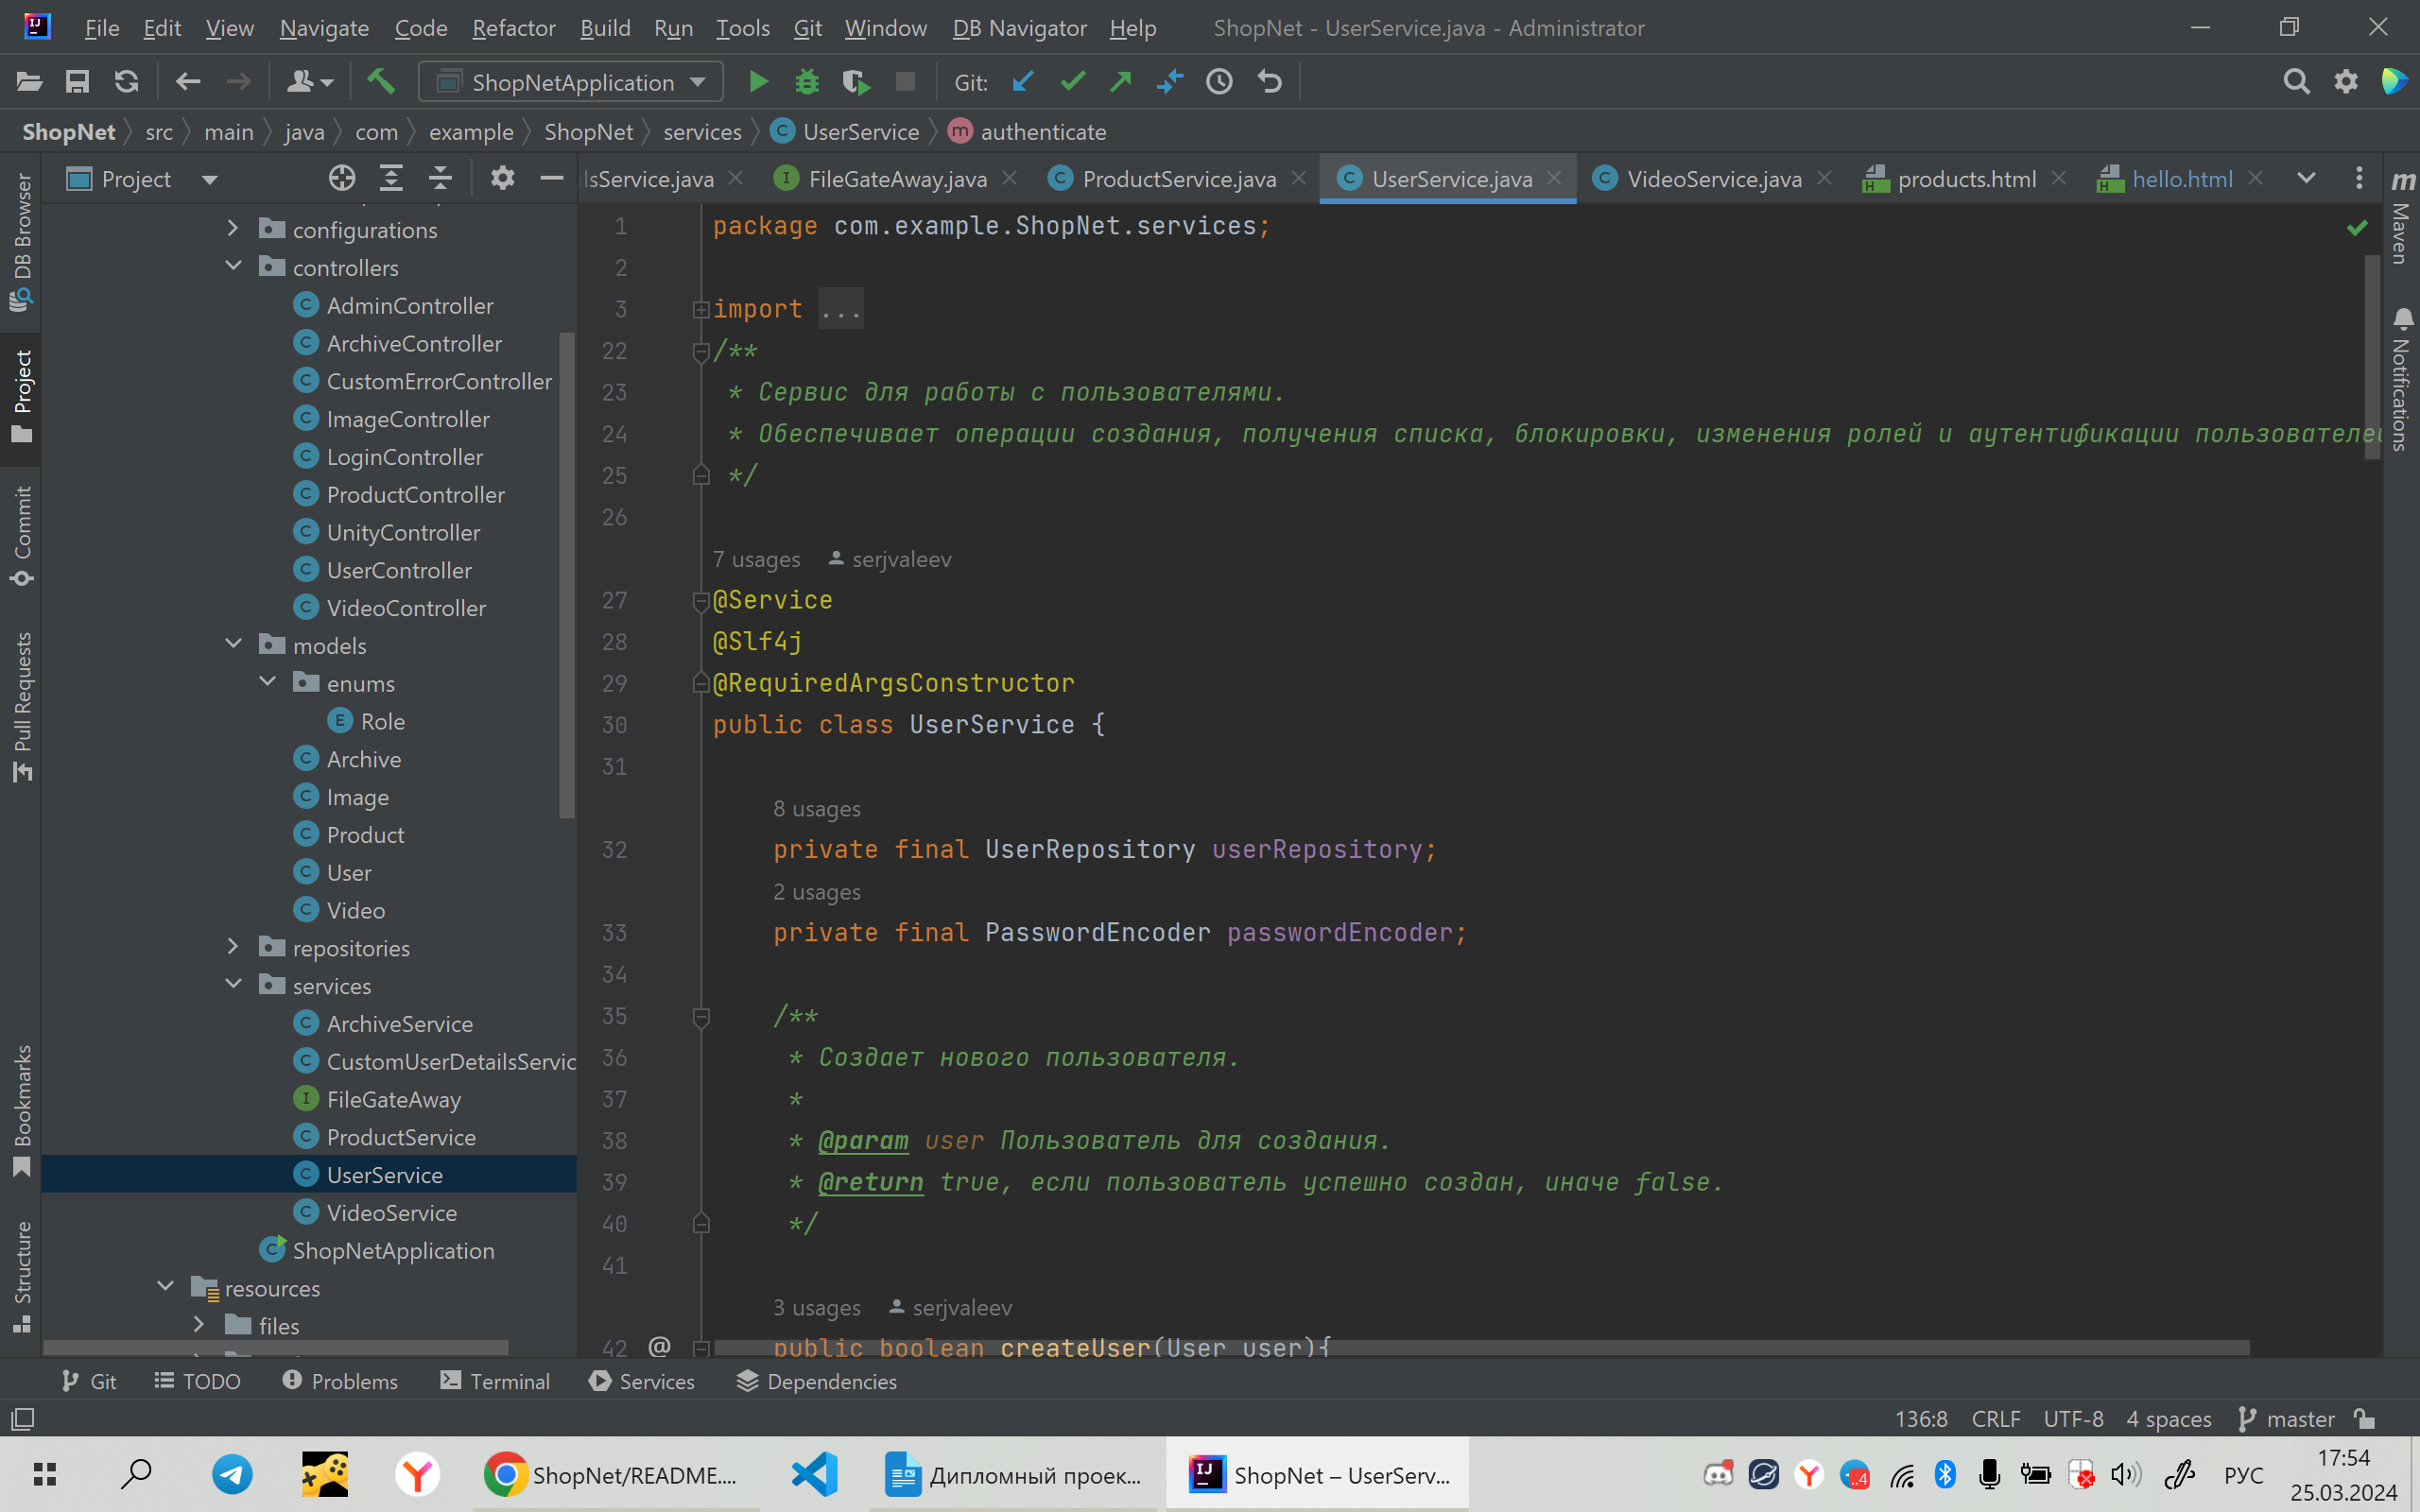 File Edit View Navigate Code Refactor Build Run Tools Git Window DB Navigator Help ShopNet - UserService.java - Administrator
ShopNetApplication Git:
ShopNet src main java com example ShopNet services UserService authenticate
Project
lsService.java FileGateAway.java ProductService.java UserService.java VideoService.java products.html hello.html
DB Browser
Project
Commit
Pull Requests
Bookmarks
Structure
configurations
controllers
AdminController
ArchiveController
CustomErrorController
ImageController
LoginController
ProductController
UnityController
UserController
VideoController
models
enums
Role
Archive
Image
Product
User
Video
repositories
services
ArchiveService
CustomUserDetailsServic
FileGateAway
ProductService
UserService
VideoService
ShopNetApplication
resources
files
1 package com.example.ShopNet.services;
2
3 import ...
22 /**
23 * Сервис для работы с пользователями.
24 * Обеспечивает операции создания, получения списка, блокировки, изменения ролей и аутентификации пользователей
25 */
26
7 usages serjvaleev
27 @Service
28 @Slf4j
29 @RequiredArgsConstructor
30 public class UserService {
31
8 usages
32 private final UserRepository userRepository;
2 usages
33 private final PasswordEncoder passwordEncoder;
34
35 /**
36 * Создает нового пользователя.
37 *
38 * @param user Пользователь для создания.
39 * @return true, если пользователь успешно создан, иначе false.
40 */
41
3 usages serjvaleev
42 @ public boolean createUser(User user){
m Maven
Notifications
Git TODO Problems Terminal Services Dependencies
136:8 CRLF UTF-8 4 spaces master
ShopNet/README.... Дипломный проек... ShopNet – UserServ... ..4 РУС 17:54
25.03.2024